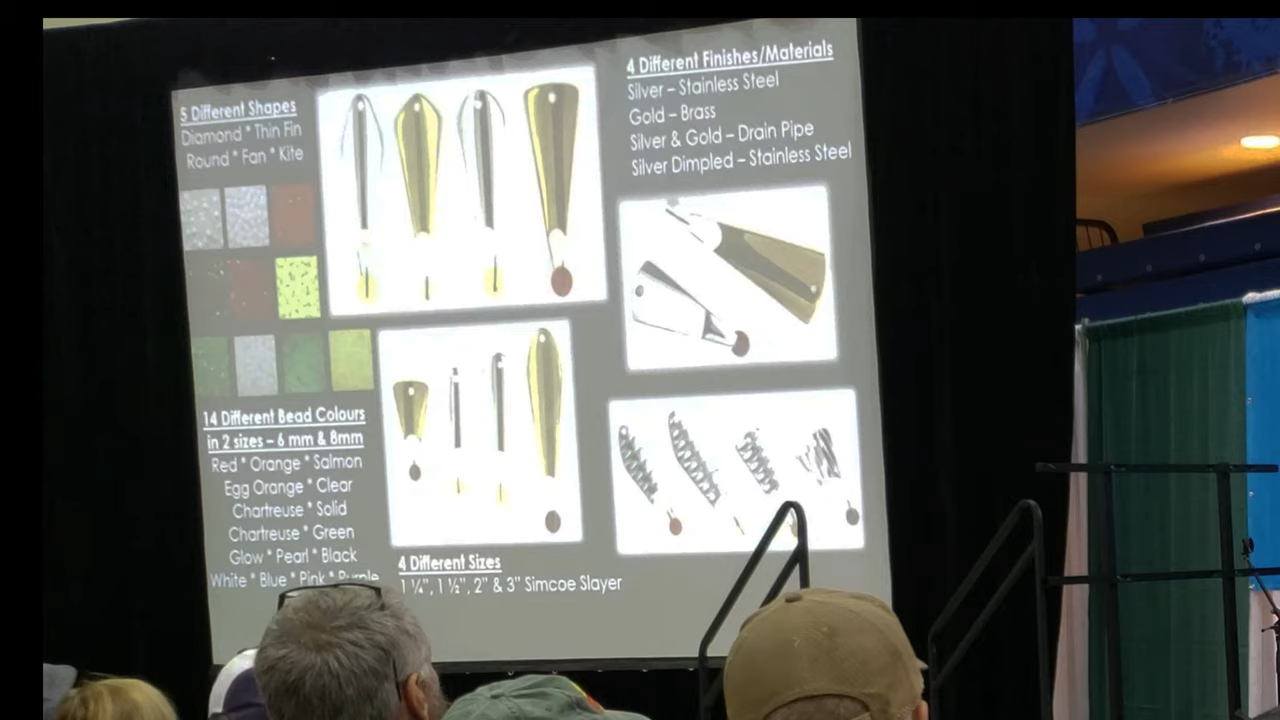 5 Different Shapes
Diamond * Thin Fin
Round * Fan * Kite
4 Different Finishes/Materials
Silver – Stainless Steel
Gold – Brass
Silver & Gold – Drain Pipe
Silver Dimpled – Stainless Steel
14 Different Bead Colours
in 2 sizes – 6 mm & 8mm
Red * Orange * Salmon
Egg Orange * Clear
Chartreuse * Solid
Chartreuse * Green
Glow * Pearl * Black
White * Blue * Pink * Purple
4 Different Sizes
1 ¼", 1 ½", 2" & 3" Simcoe Slayer